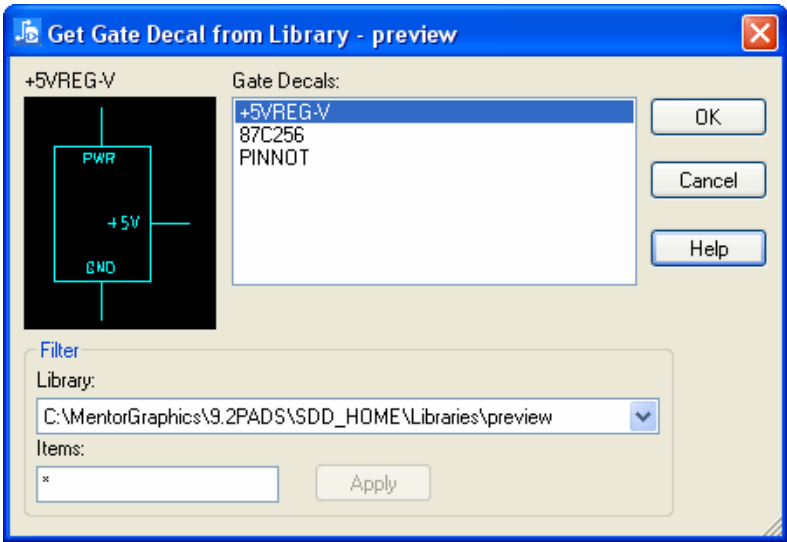 Get Gate Decal from Library - preview
+5VREG-V
Gate Decals:
+5VREG-V
87C256
PINNOT
OK
Cancel
Help
PWR
+5V
GND
Filter
Library:
C:\MentorGraphics\9.2PADS\SDD_HOME\Libraries\preview
Items:
*
Apply